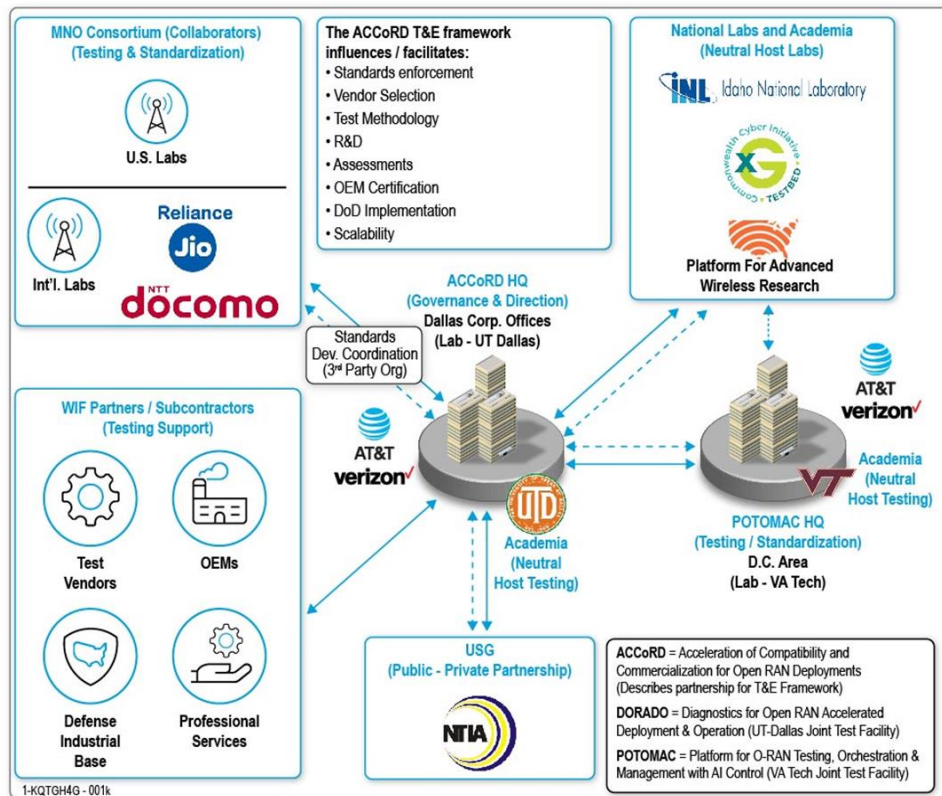 MNO Consortium (Collaborators)
(Testing & Standardization)
U.S. Labs
Int'l. Labs
Reliance
Jio
NTT
docomo
The ACCoRD T&E framework
influences / facilitates:
• Standards enforcement
• Vendor Selection
• Test Methodology
• R&D
• Assessments
• OEM Certification
• DoD Implementation
• Scalability
National Labs and Academia
(Neutral Host Labs)
INL Idaho National Laboratory
Commonwealth Cyber Initiative
xG
• TESTBED •
Platform For Advanced
Wireless Research
ACCoRD HQ
(Governance & Direction)
Dallas Corp. Offices
(Lab - UT Dallas)
Standards
Dev. Coordination
(3rd Party Org)
AT&T
verizon✓
UTD
Academia
(Neutral
Host Testing)
AT&T
verizon✓
VT
Academia
(Neutral
Host Testing)
POTOMAC HQ
(Testing / Standardization)
D.C. Area
(Lab - VA Tech)
WIF Partners / Subcontractors
(Testing Support)
Test
Vendors
OEMs
Defense
Industrial
Base
Professional
Services
USG
(Public - Private Partnership)
NTIA
ACCoRD = Acceleration of Compatibility and
Commercialization for Open RAN Deployments
(Describes partnership for T&E Framework)
DORADO = Diagnostics for Open RAN Accelerated
Deployment & Operation (UT-Dallas Joint Test Facility)
POTOMAC = Platform for O-RAN Testing, Orchestration &
Management with AI Control (VA Tech Joint Test Facility)
1-KQTGH4G - 001k